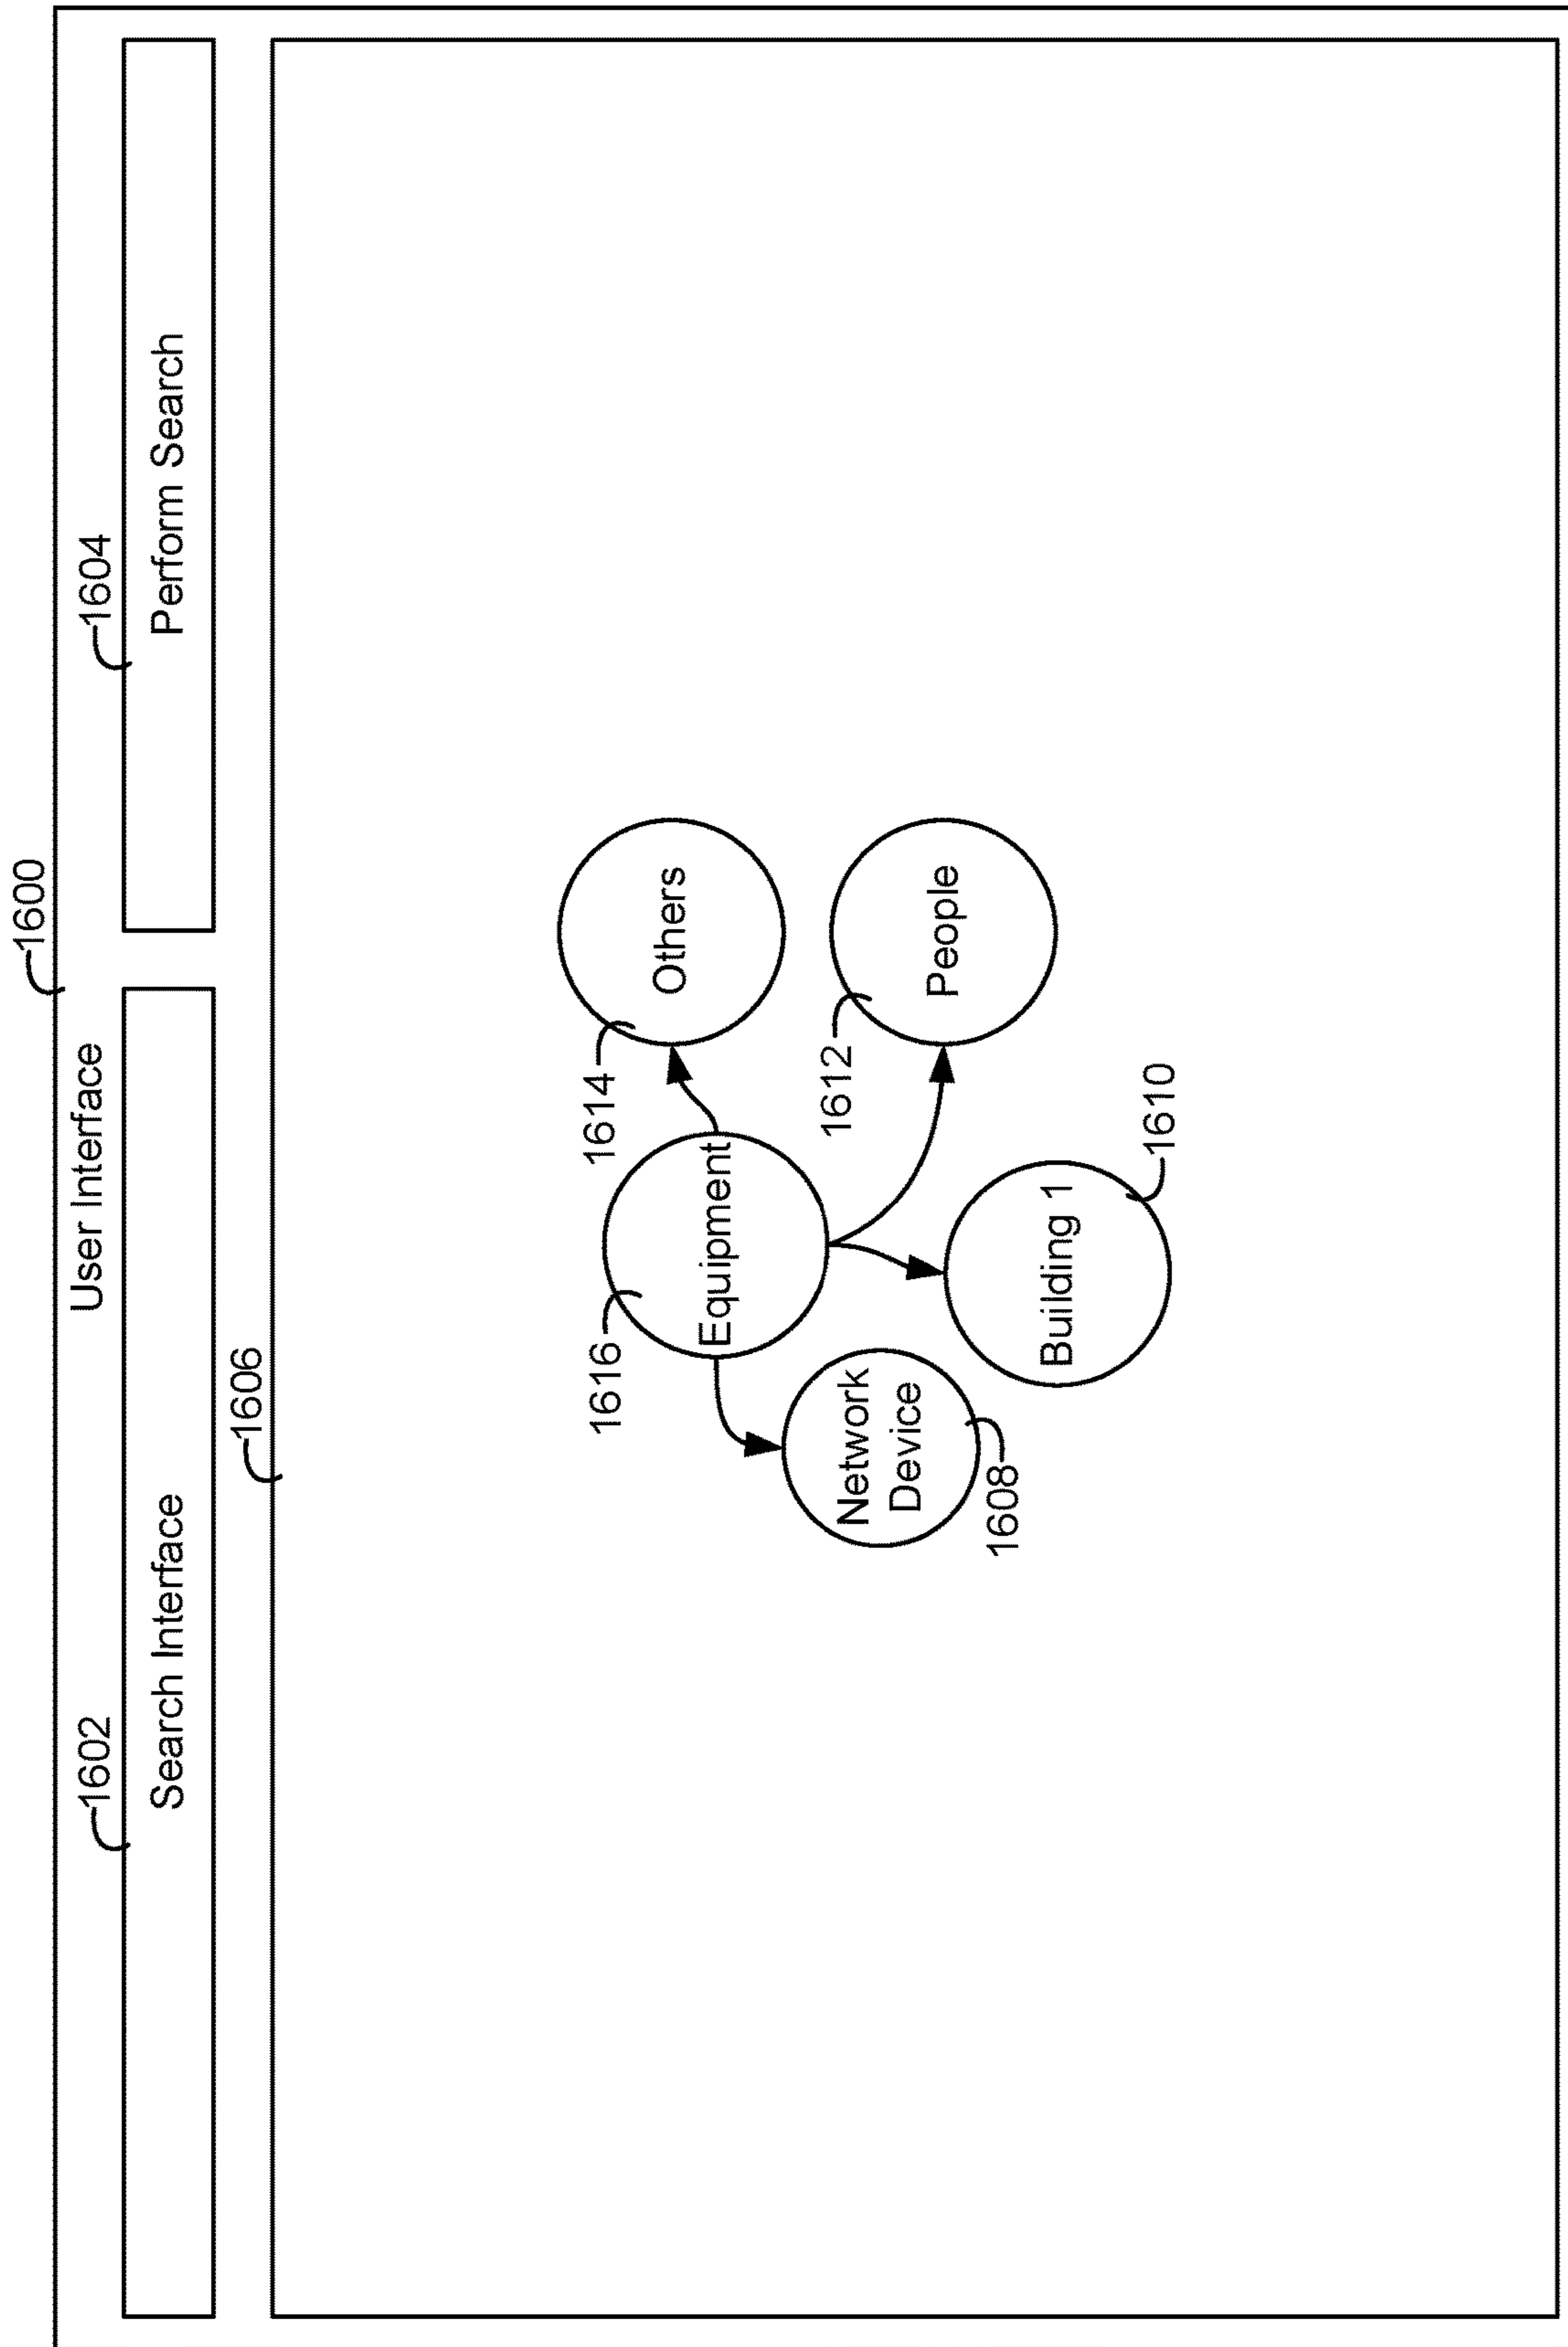 1600
User Interface
1602
1604
Search Interface
Perform Search
1606
1614
Others
1616
Equipment
1612
People
Network
Device
1608
Building 1
1610